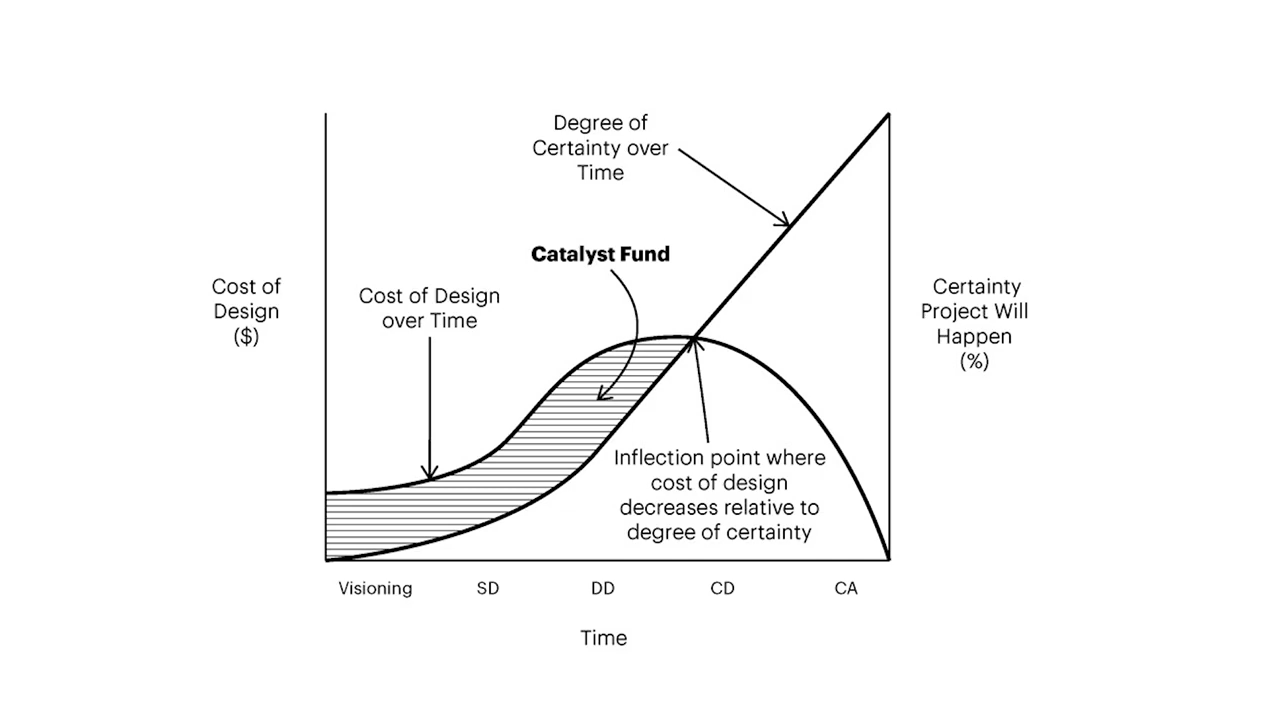 Degree of
Certainty over
Time
Catalyst Fund
Cost of
Design
($)
Cost of Design
over Time
Certainty
Project Will
Happen
(%)
Inflection point where
cost of design
decreases relative to
degree of certainty
Visioning
SD
DD
CD
CA
Time